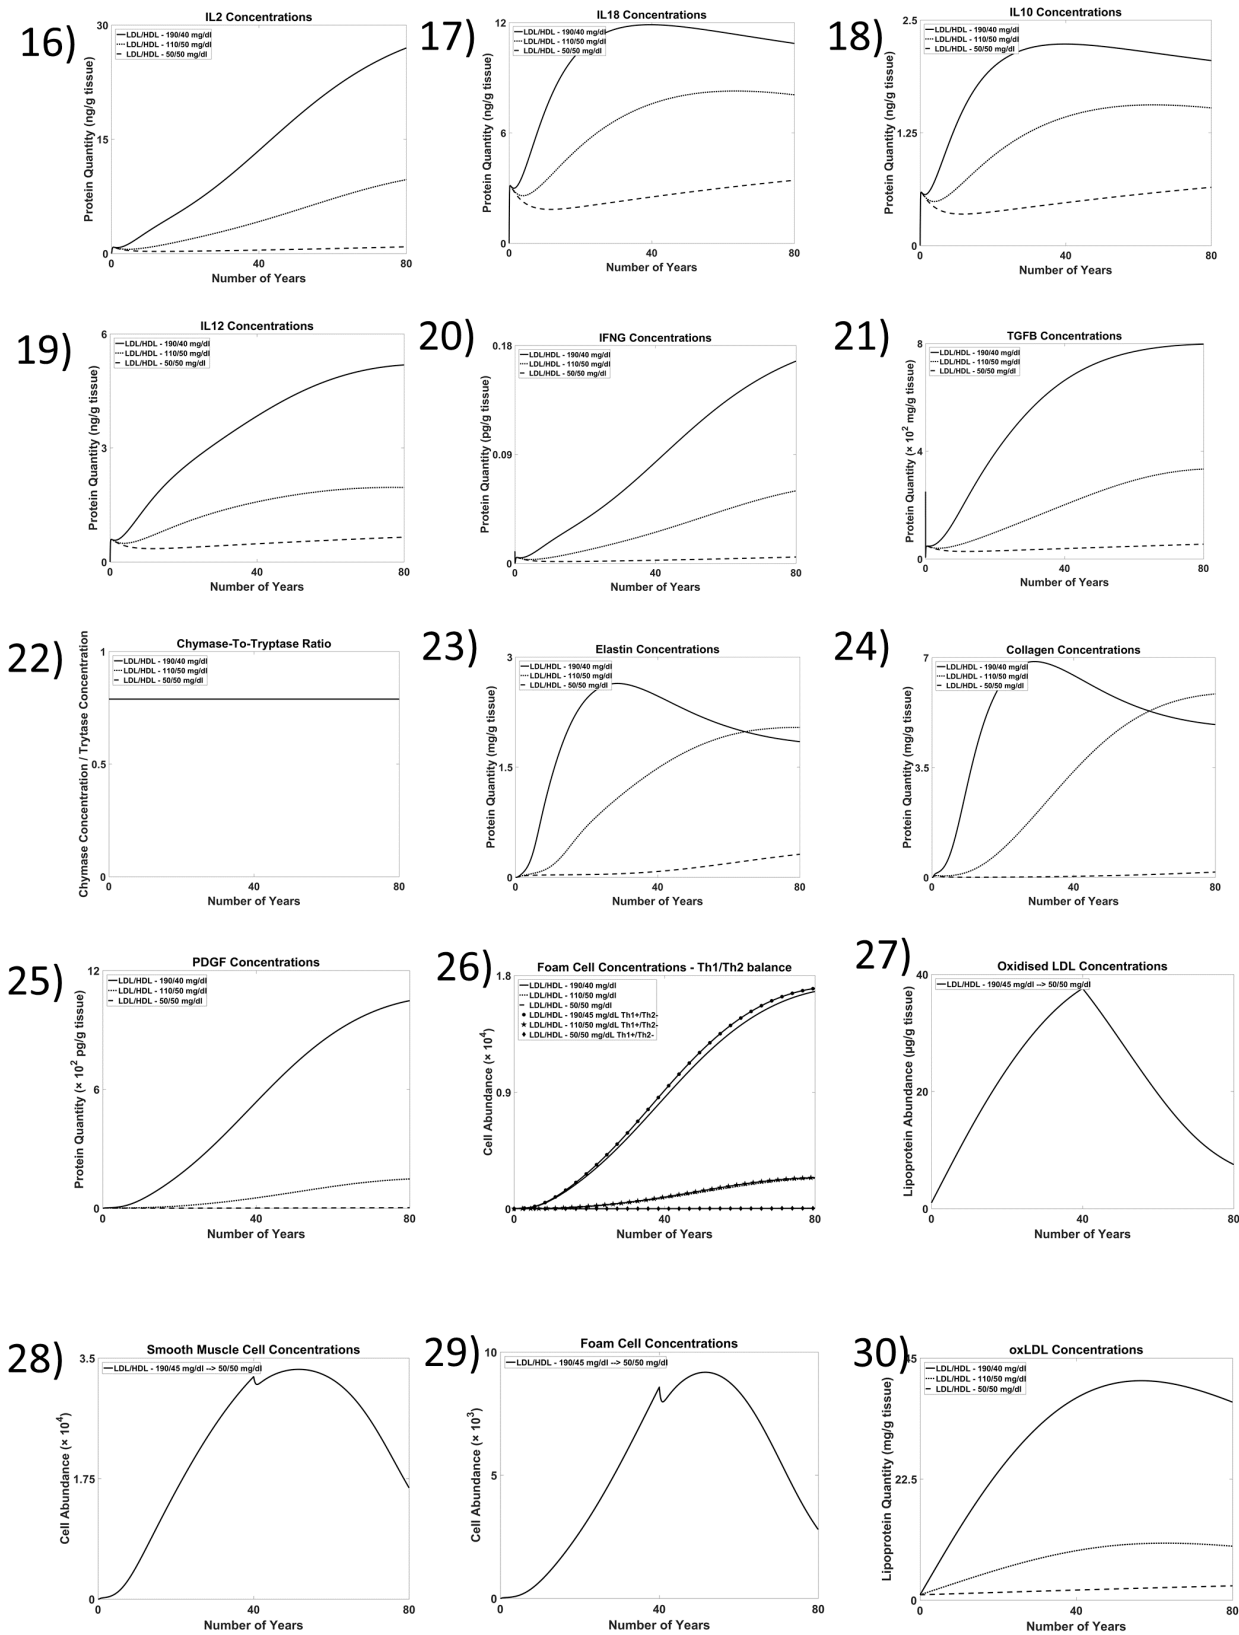 16)
IL2 Concentrations
30
15
0
LDL/HDL - 190/40 mg/dl
LDL/HDL - 110/50 mg/dl
LDL/HDL - 50/50 mg/dl
Protein Quantity (ng/g tissue)
0
40
80
Number of Years
17)
IL18 Concentrations
12
6
0
LDL/HDL - 190/40 mg/dl
LDL/HDL - 110/50 mg/dl
LDL/HDL - 50/50 mg/dl
Protein Quantity (ng/g tissue)
0
40
80
Number of Years
18)
IL10 Concentrations
2.5
1.25
0
LDL/HDL - 190/40 mg/dl
LDL/HDL - 110/50 mg/dl
LDL/HDL - 50/50 mg/dl
Protein Quantity (ng/g tissue)
0
40
80
Number of Years
19)
IL12 Concentrations
6
3
0
LDL/HDL - 190/40 mg/dl
LDL/HDL - 110/50 mg/dl
LDL/HDL - 50/50 mg/dl
Protein Quantity (ng/g tissue)
0
40
80
Number of Years
20)
IFNG Concentrations
0.18
0.09
0
LDL/HDL - 190/40 mg/dl
LDL/HDL - 110/50 mg/dl
LDL/HDL - 50/50 mg/dl
Protein Quantity (pg/g tissue)
0
40
80
Number of Years
21)
TGFB Concentrations
8
4
0
LDL/HDL - 190/40 mg/dl
LDL/HDL - 110/50 mg/dl
LDL/HDL - 50/50 mg/dl
Protein Quantity (× 10² mg/g tissue)
0
40
80
Number of Years
22)
Chymase-To-Tryptase Ratio
1
0.5
0
LDL/HDL - 190/40 mg/dl
LDL/HDL - 110/50 mg/dl
LDL/HDL - 50/50 mg/dl
Chymase Concentration / Trytase Concentration
0
40
80
Number of Years
23)
Elastin Concentrations
3
1.5
0
LDL/HDL - 190/40 mg/dl
LDL/HDL - 110/50 mg/dl
LDL/HDL - 50/50 mg/dl
Protein Quantity (mg/g tissue)
0
40
80
Number of Years
24)
Collagen Concentrations
7
3.5
0
LDL/HDL - 190/40 mg/dl
LDL/HDL - 110/50 mg/dl
LDL/HDL - 50/50 mg/dl
Protein Quantity (mg/g tissue)
0
40
80
Number of Years
25)
PDGF Concentrations
12
6
0
LDL/HDL - 190/40 mg/dl
LDL/HDL - 110/50 mg/dl
LDL/HDL - 50/50 mg/dl
Protein Quantity (× 10² pg/g tissue)
0
40
80
Number of Years
26)
Foam Cell Concentrations - Th1/Th2 balance
1.8
0.9
0
LDL/HDL - 190/40 mg/dl
LDL/HDL - 110/50 mg/dl
LDL/HDL - 50/50 mg/dl
LDL/HDL - 190/45 mg/dL Th1+/Th2-
LDL/HDL - 110/50 mg/dL Th1+/Th2-
LDL/HDL - 50/50 mg/dL Th1+/Th2-
Cell Abundance (× 10⁴)
0
40
80
Number of Years
27)
Oxidised LDL Concentrations
40
20
0
LDL/HDL - 190/45 mg/dl --> 50/50 mg/dl
Lipoprotein Abundance (μg/g tissue)
0
40
80
Number of Years
28)
Smooth Muscle Cell Concentrations
3.5
1.75
0
LDL/HDL - 190/45 mg/dl --> 50/50 mg/dl
Cell Abundance (× 10⁴)
0
40
80
Number of Years
29)
Foam Cell Concentrations
10
5
0
LDL/HDL - 190/45 mg/dl --> 50/50 mg/dl
Cell Abundance (× 10³)
0
40
80
Number of Years
30)
oxLDL Concentrations
45
22.5
0
LDL/HDL - 190/40 mg/dl
LDL/HDL - 110/50 mg/dl
LDL/HDL - 50/50 mg/dl
Lipoprotein Quantity (mg/g tissue)
0
40
80
Number of Years